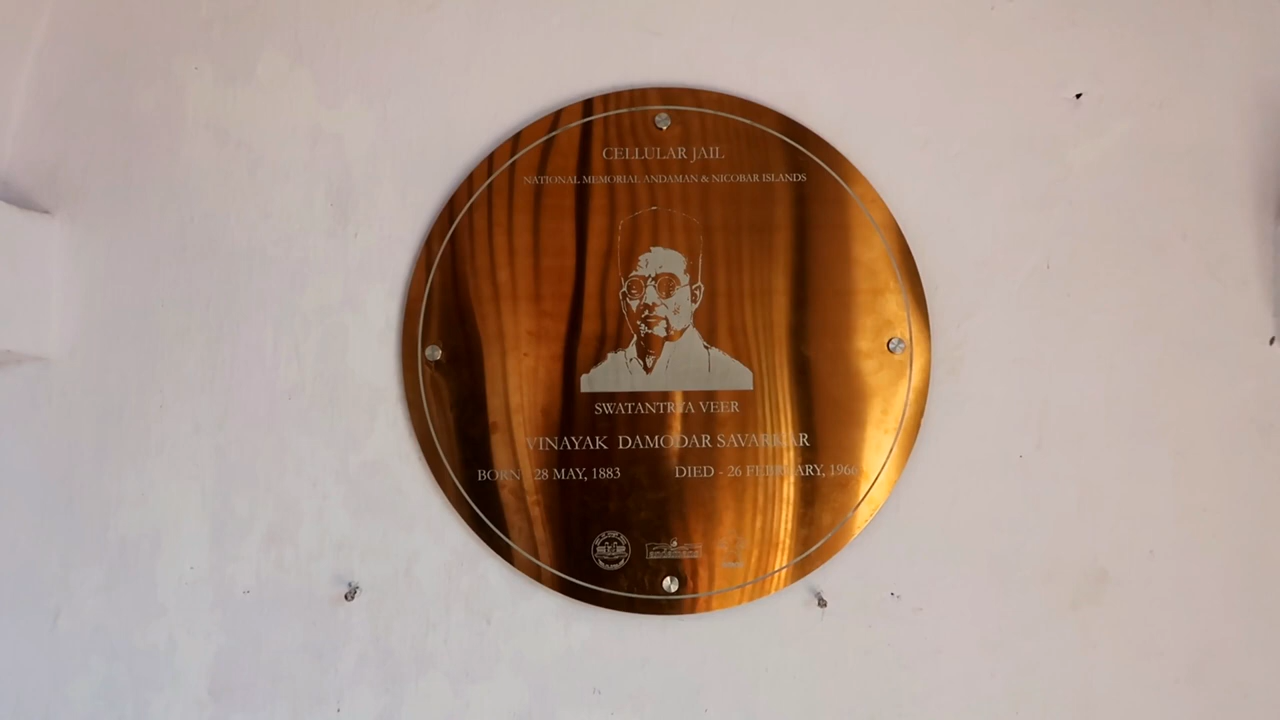 CELLULAR JAIL
NATIONAL MEMORIAL ANDAMAN & NICOBAR ISLANDS
SWATANTRYA VEER
VINAYAK DAMODAR SAVARKAR
BORN - 28 MAY, 1883 DIED - 26 FEBRUARY, 1966
andamans